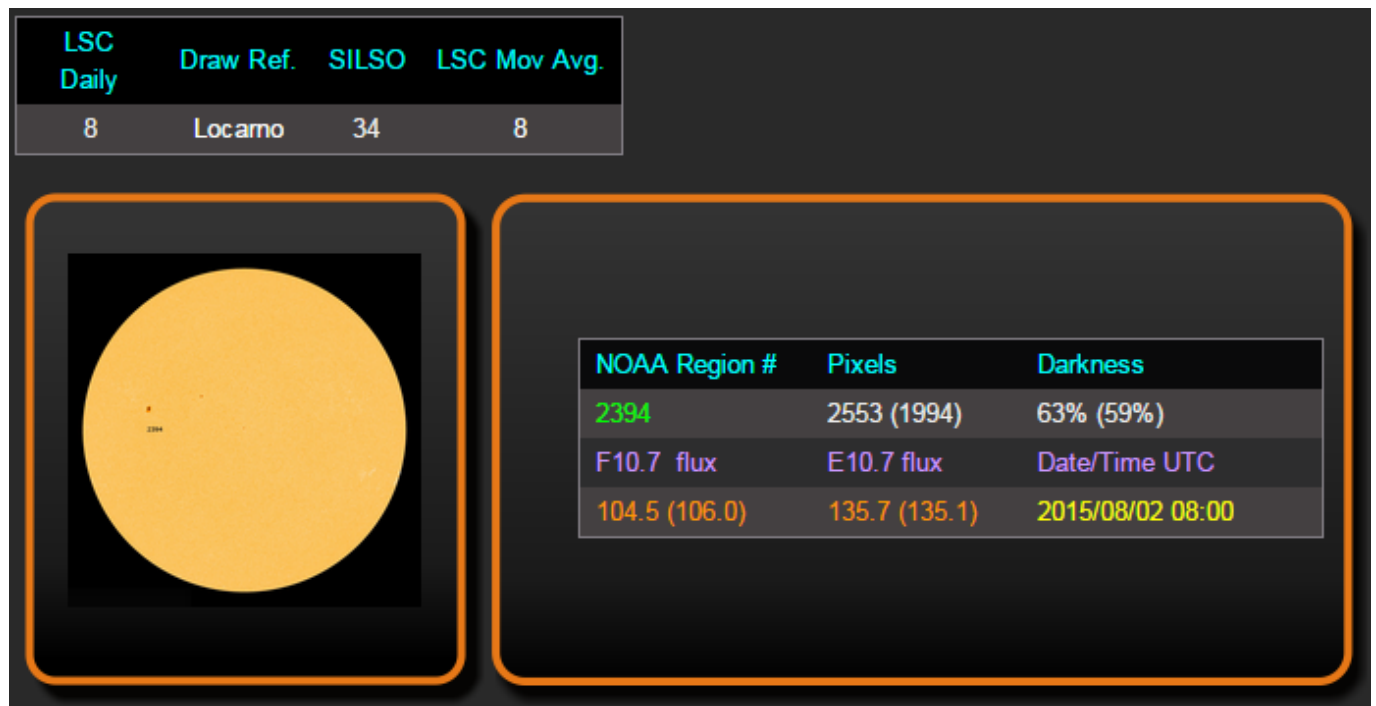 LSC Daily Draw Ref. SILSO LSC Mov Avg.
8 Locarno 34 8
2394
NOAA Region # Pixels Darkness
2394 2553 (1994) 63% (59%)
F10.7 flux E10.7 flux Date/Time UTC
104.5 (106.0) 135.7 (135.1) 2015/08/02 08:00